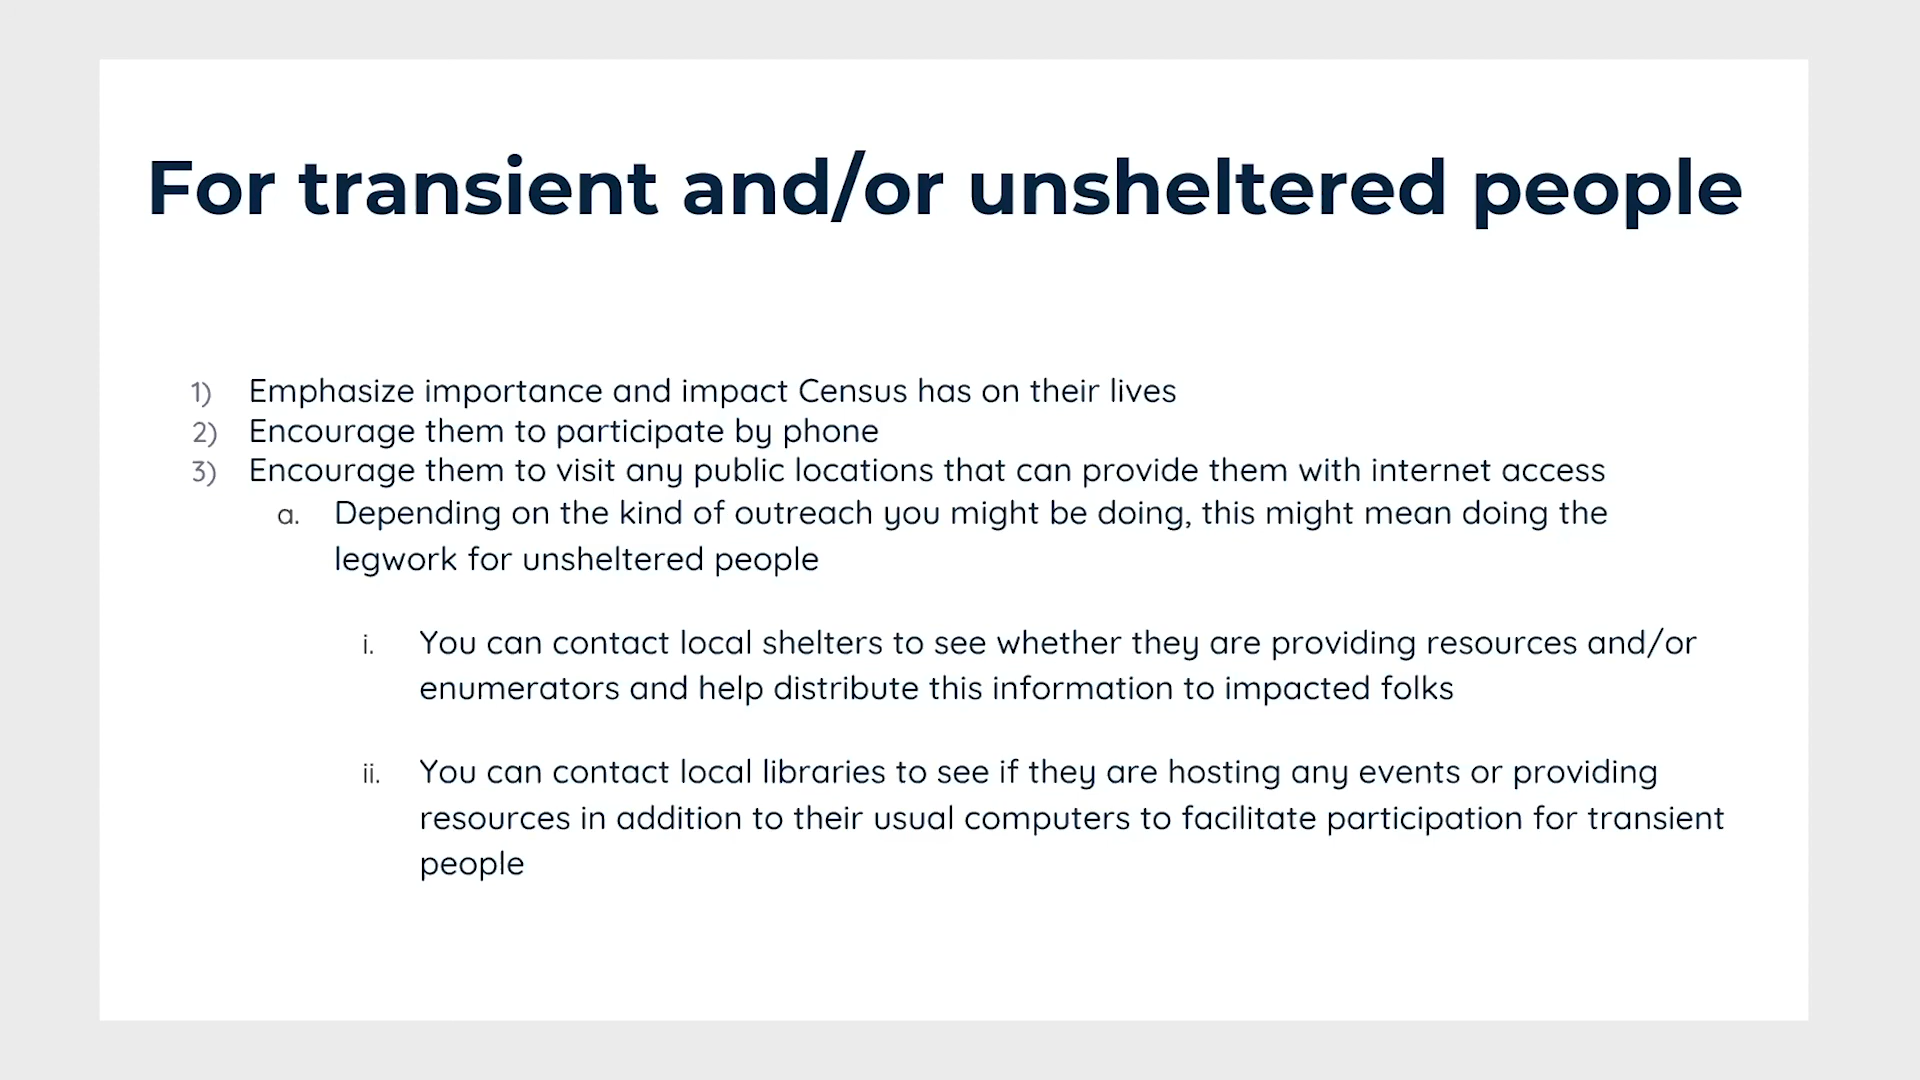 For transient and/or unsheltered people
1) Emphasize importance and impact Census has on their lives
2) Encourage them to participate by phone
3) Encourage them to visit any public locations that can provide them with internet access
a. Depending on the kind of outreach you might be doing, this might mean doing the
legwork for unsheltered people
i. You can contact local shelters to see whether they are providing resources and/or
enumerators and help distribute this information to impacted folks
ii. You can contact local libraries to see if they are hosting any events or providing
resources in addition to their usual computers to facilitate participation for transient
people